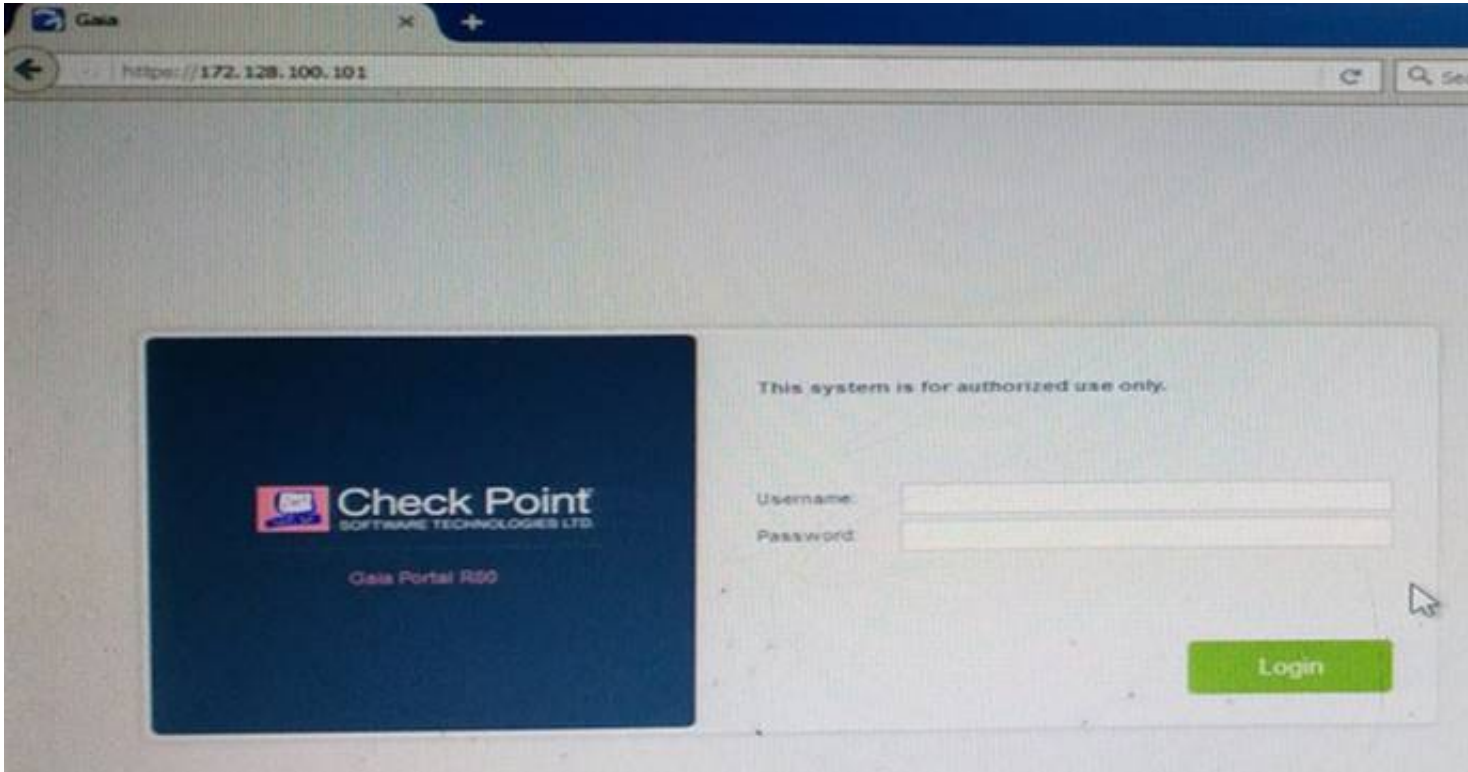 Gaia
https://172.128.100.101
This system is for authorized use only.
Check Point
SOFTWARE TECHNOLOGIES LTD.
Gaia Portal R80
Username:
Password:
Login